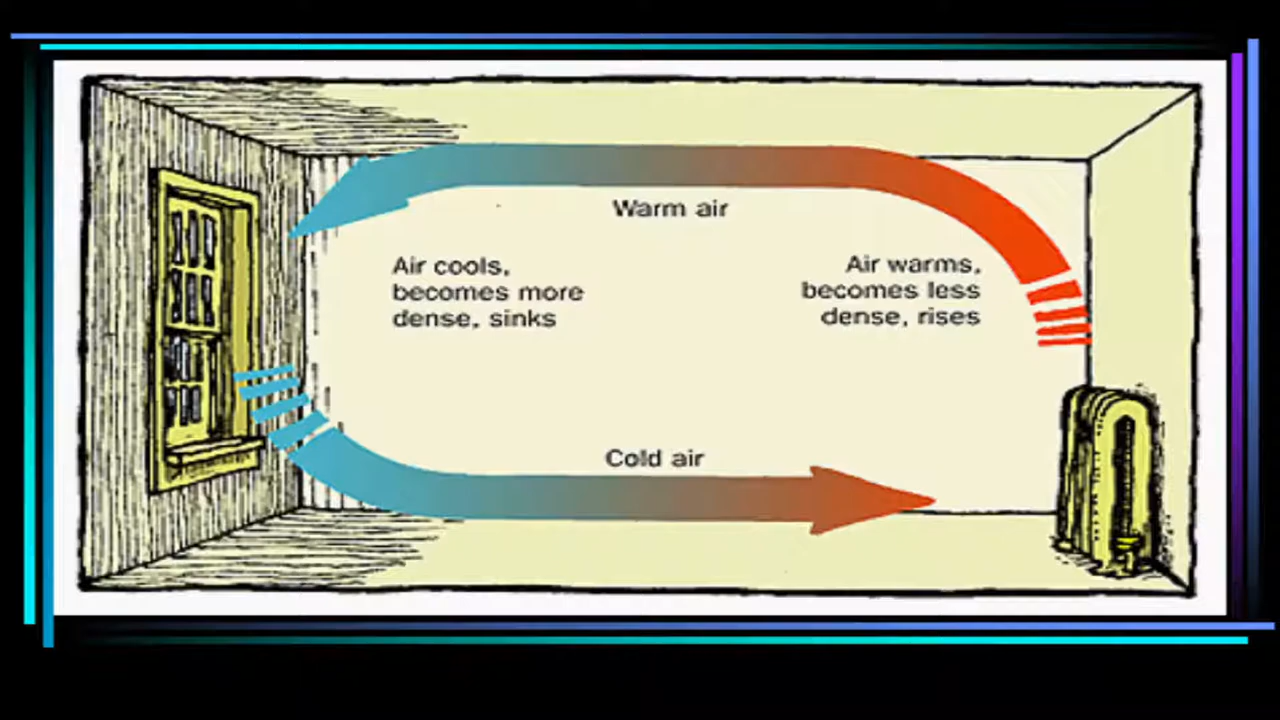 Warm air
Air cools,
becomes more
dense, sinks
Air warms,
becomes less
dense, rises
Cold air